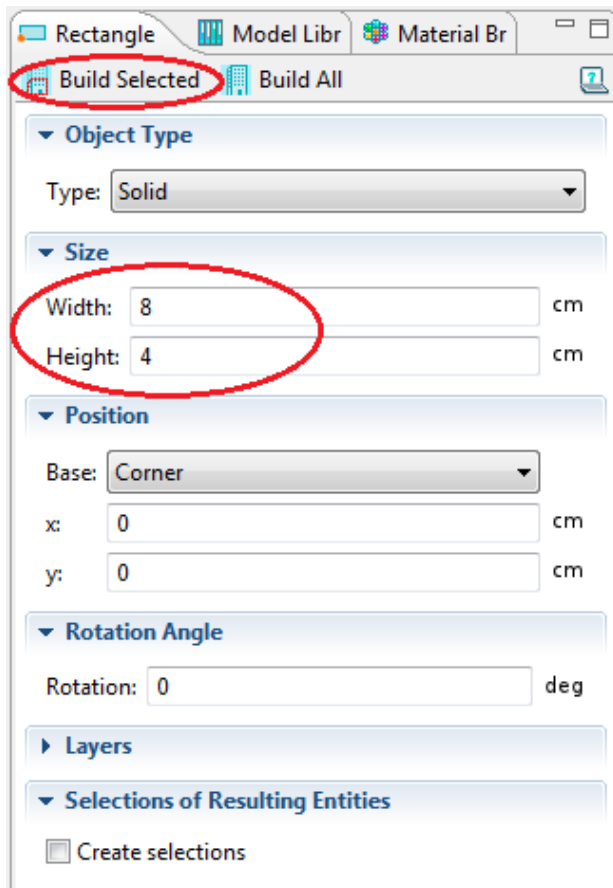 Rectangle Model Libr Material Br
Build Selected Build All ?
Object Type
Type: Solid
Size
Width: 8 cm
Height: 4 cm
Position
Base: Corner
x: 0 cm
y: 0 cm
Rotation Angle
Rotation: 0 deg
Layers
Selections of Resulting Entities
Create selections